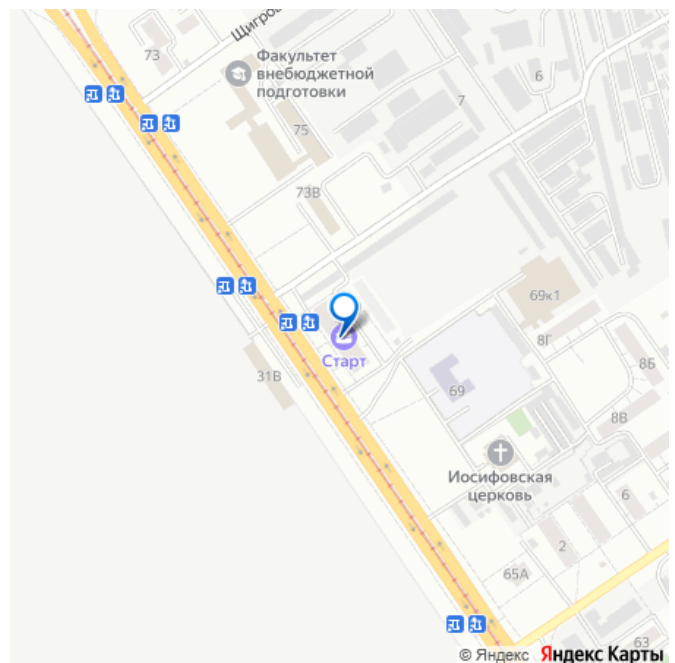 Щигров
73
Факультет
внебюджетной
подготовки
6
7
75
73В
69к1
Старт
31В
8Г
8Б
69
8В
Иосифовская
церковь
6
2
65А
63
© Яндекс Яндекс Карты